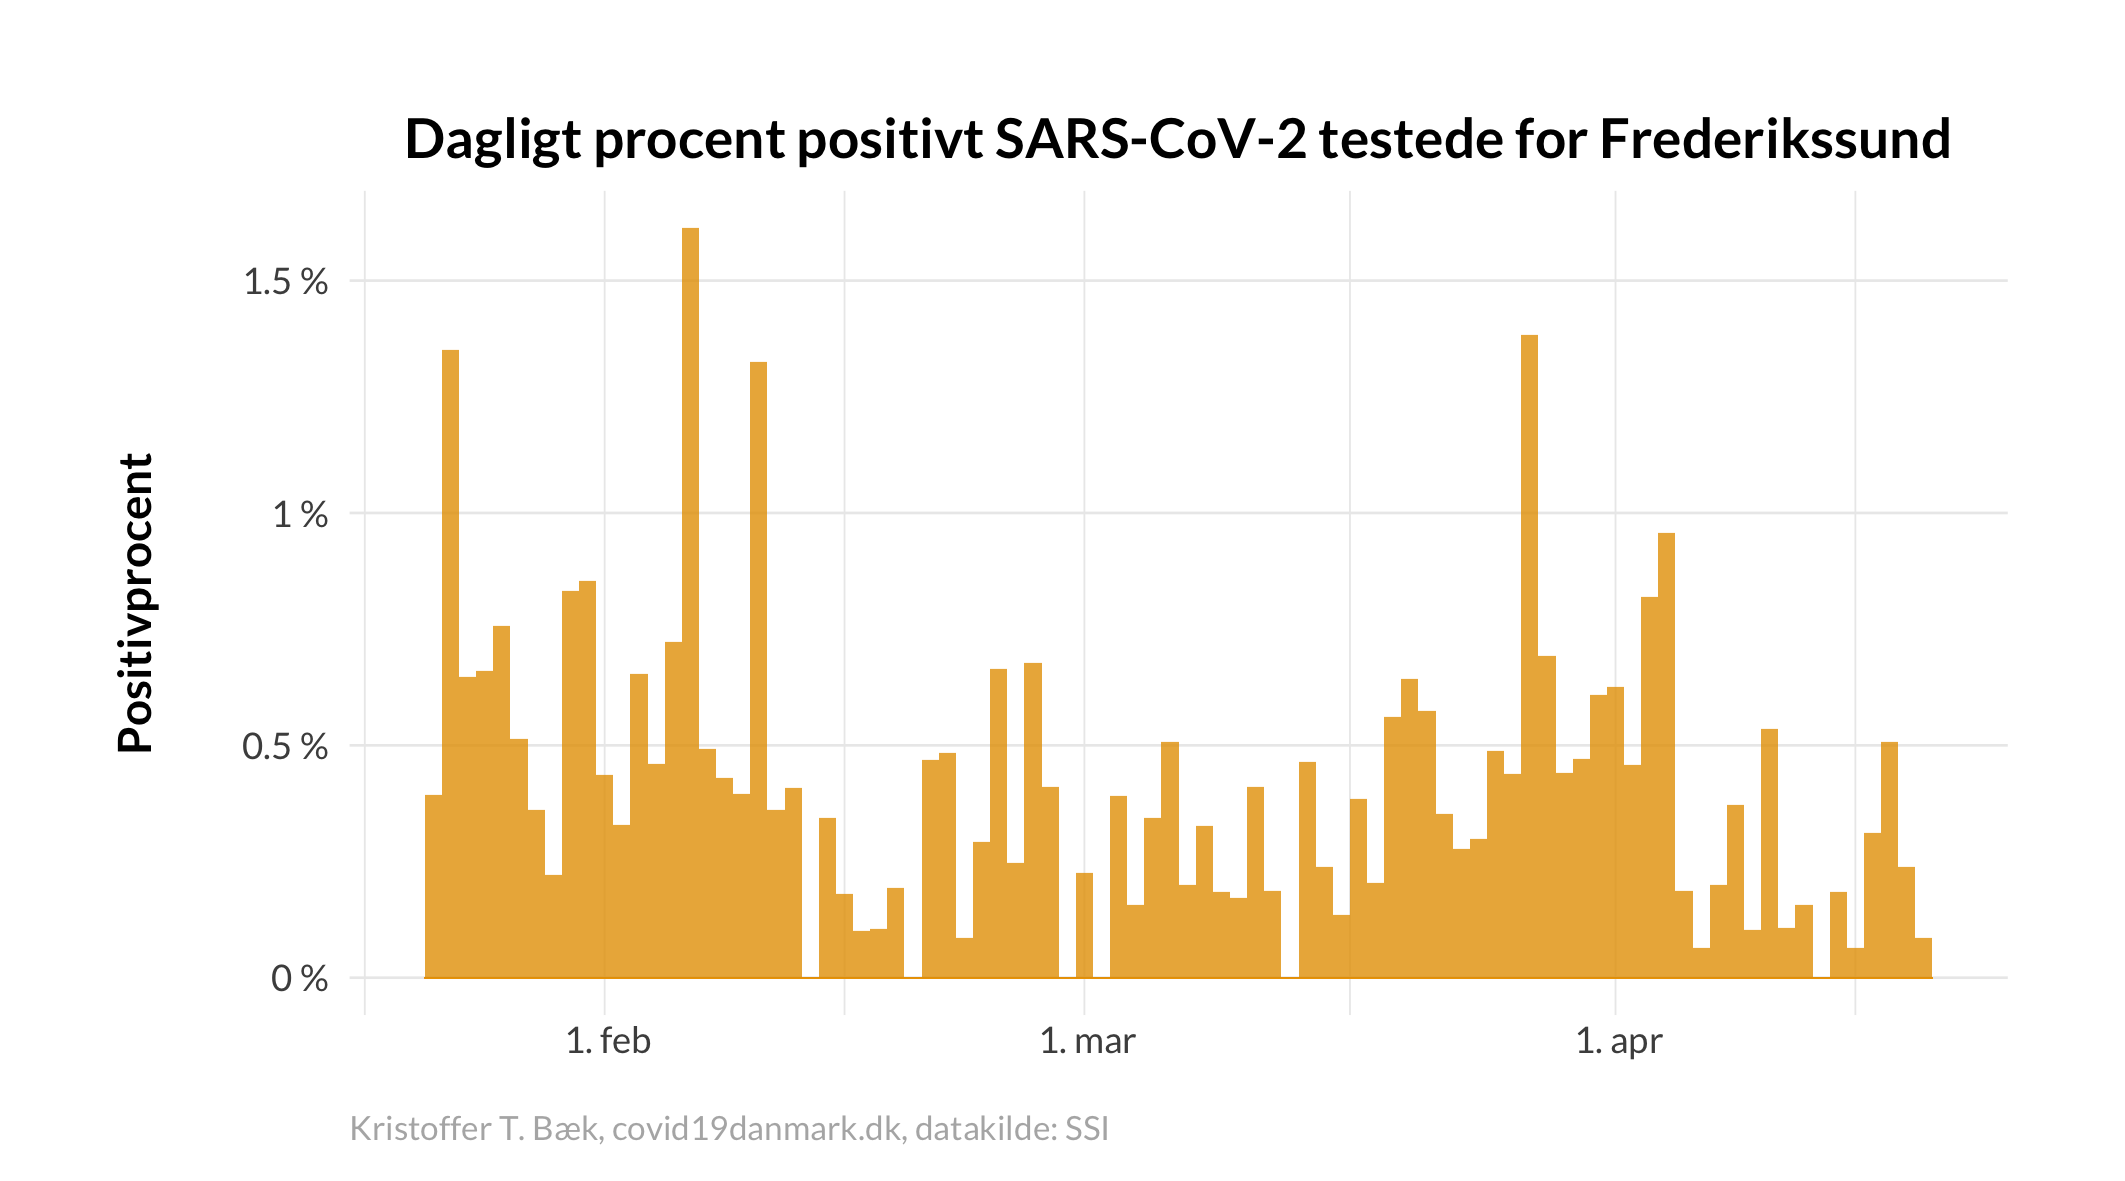 Dagligt procent positivt SARS-CoV-2 testede for Frederikssund
Positivprocent
1.5 %
1 %
0.5 %
0 %
1. feb
1. mar
1. apr
Kristoffer T. Bæk, covid19danmark.dk, datakilde: SSI